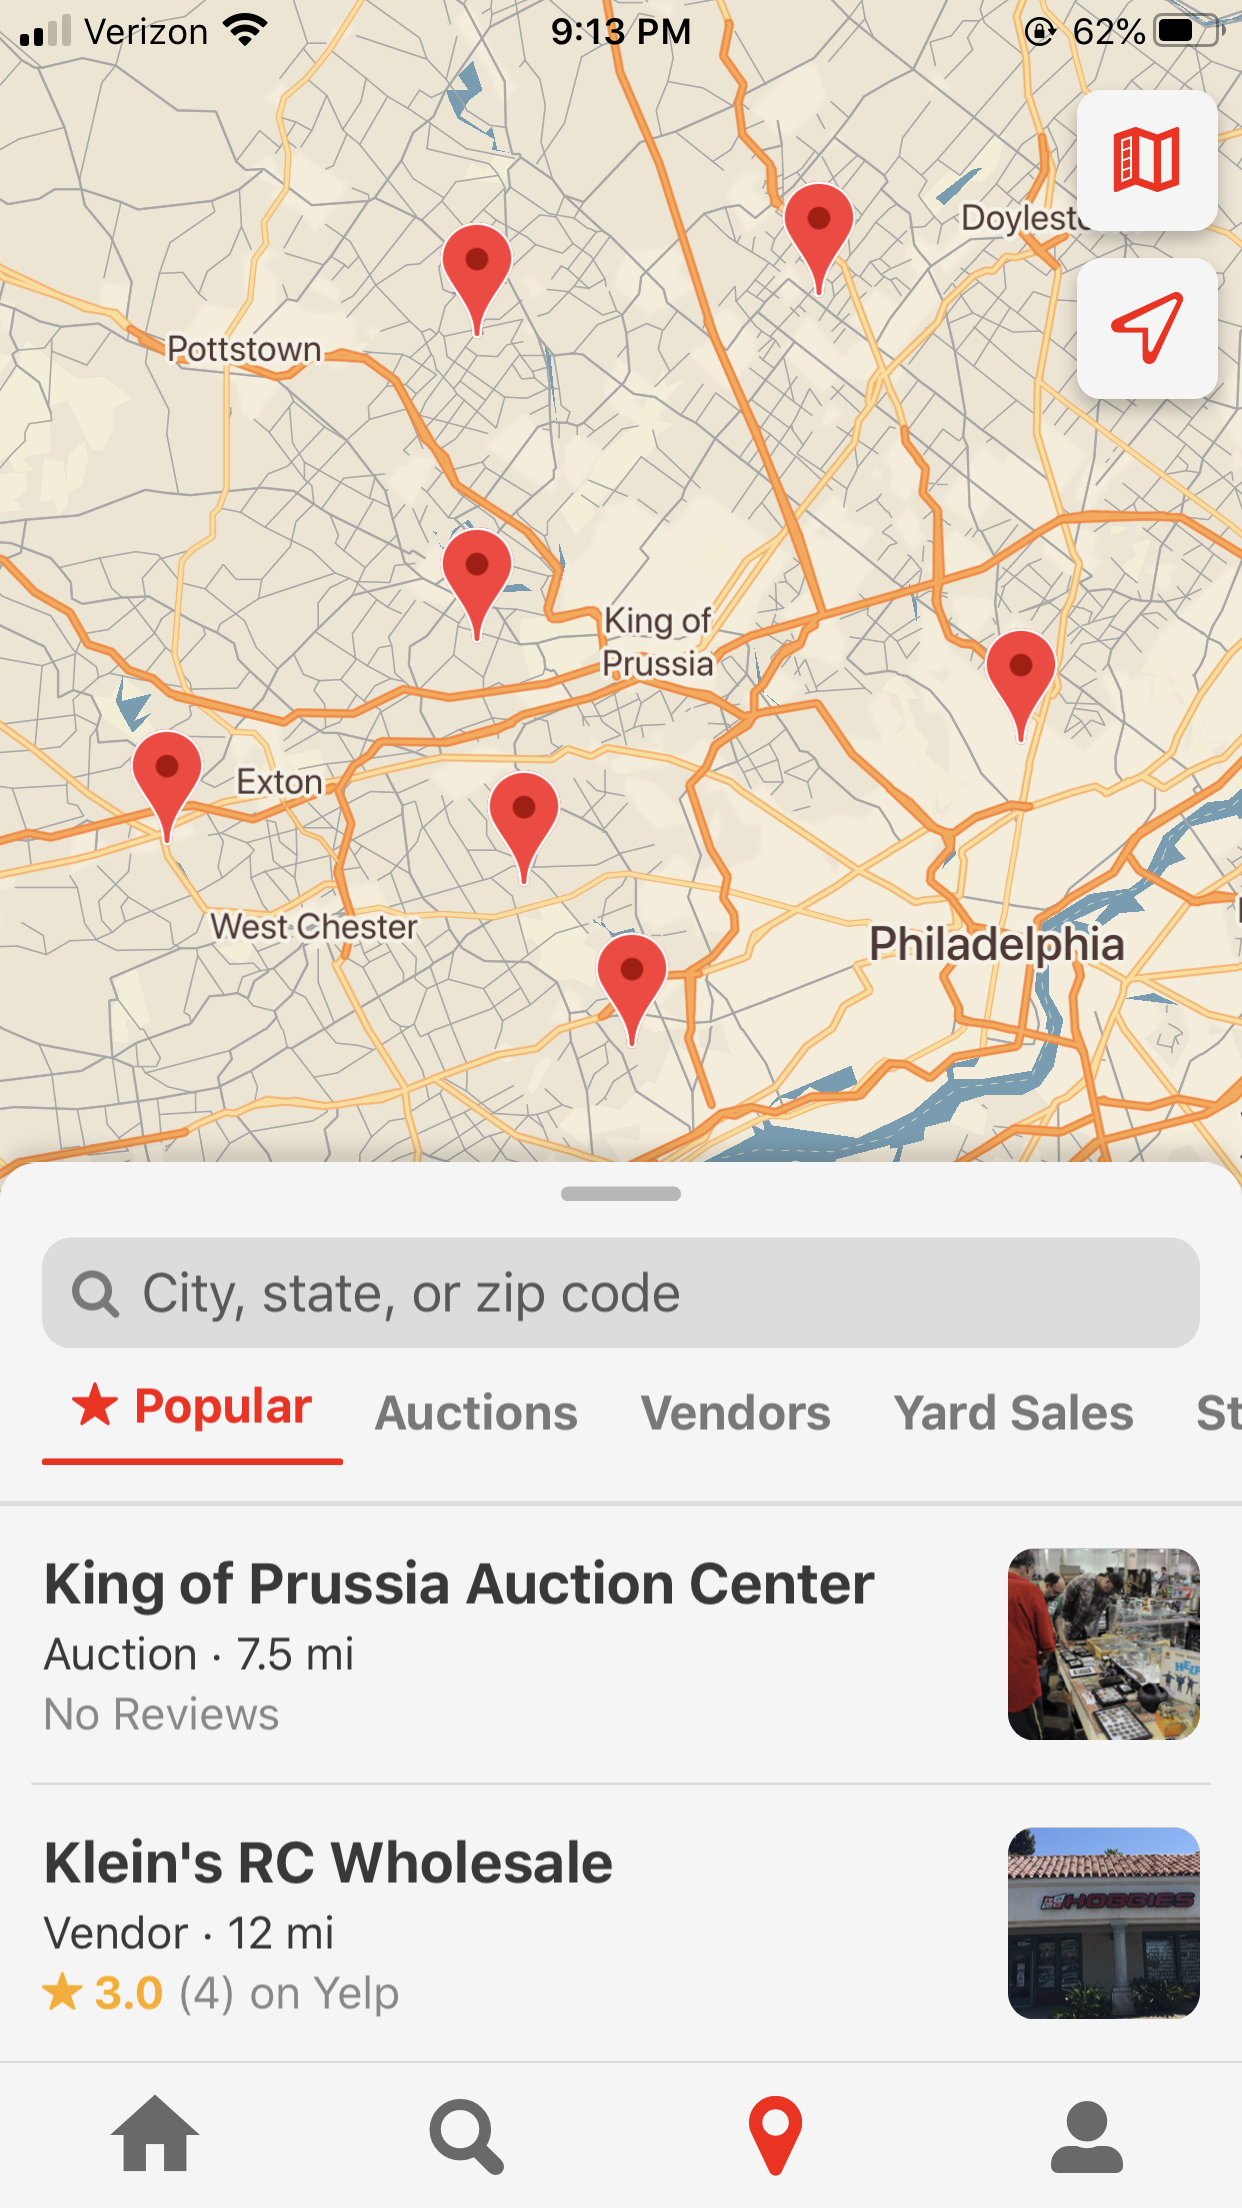 Verizon 9:13 PM 62%
Pottstown
King of
Prussia
Exton
West Chester
Philadelphia
City, state, or zip code
Popular Auctions Vendors Yard Sales
King of Prussia Auction Center
Auction · 7.5 mi
No Reviews
HELP
Klein's RC Wholesale
Vendor · 12 mi
HOBBIES
3.0 (4) on Yelp